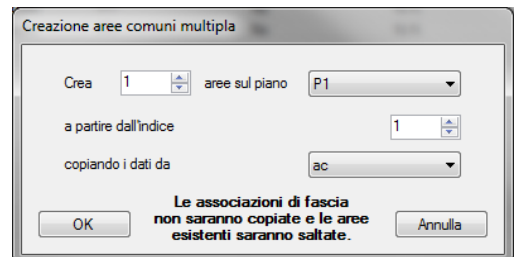 Creazione aree comuni multipla
Crea 1 aree sul piano P1
a partire dall'indice 1
copiando i dati da ac
Le associazioni di fascia
non saranno copiate e le aree
esistenti saranno saltate.
OK
Annulla